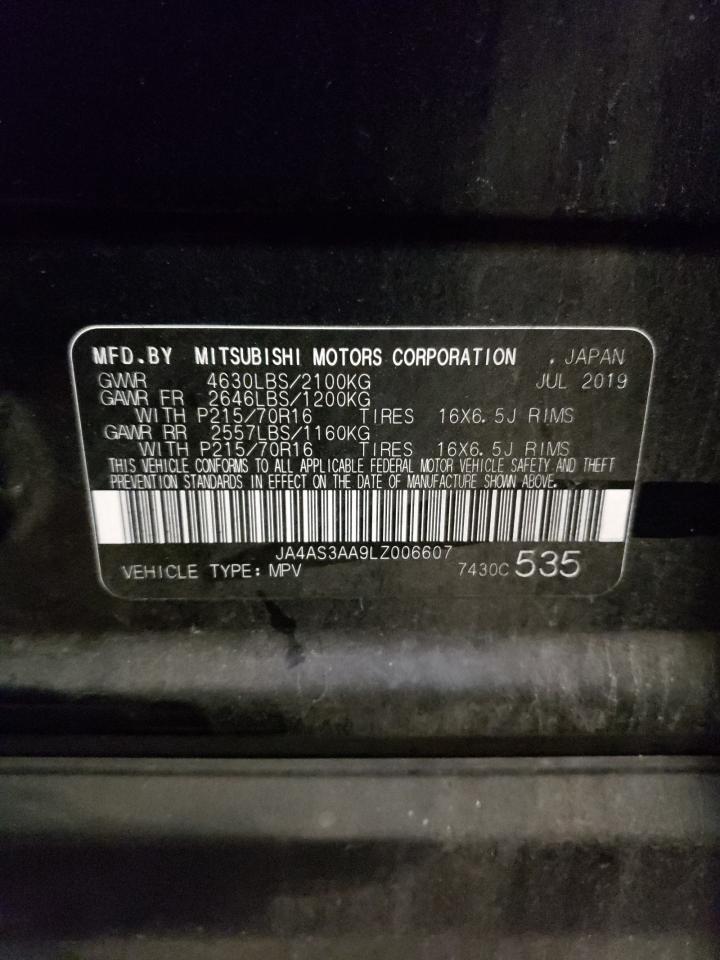 MFD.BY MITSUBISHI MOTORS CORPORATION . JAPAN
GVWR 4630LBS/2100KG JUL 2019
GAWR FR 2646LBS/1200KG
WITH P215/70R16 TIRES 16X6.5J RIMS
GAWR RR 2557LBS/1160KG
WITH P215/70R16 TIRES 16X6.5J RIMS
THIS VEHICLE CONFORMS TO ALL APPLICABLE FEDERAL MOTOR VEHICLE SAFETY AND THEFT
PREVENTION STANDARDS IN EFFECT ON THE DATE OF MANUFACTURE SHOWN ABOVE.
JA4AS3AA9LZ006607
VEHICLE TYPE: MPV 7430C 535